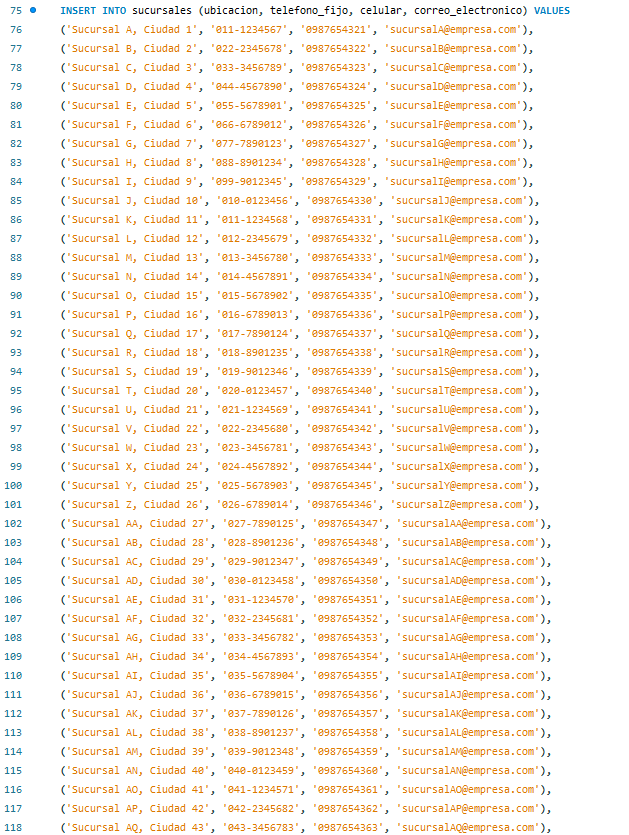 75 INSERT INTO sucursales (ubicacion, telefono_fijo, celular, correo_electronico) VALUES
76 ('Sucursal A, Ciudad 1', '011-1234567', '0987654321', 'sucursalA@empresa.com'),
77 ('Sucursal B, Ciudad 2', '022-2345678', '0987654322', 'sucursalB@empresa.com'),
78 ('Sucursal C, Ciudad 3', '033-3456789', '0987654323', 'sucursalC@empresa.com'),
79 ('Sucursal D, Ciudad 4', '044-4567890', '0987654324', 'sucursalD@empresa.com'),
80 ('Sucursal E, Ciudad 5', '055-5678901', '0987654325', 'sucursalE@empresa.com'),
81 ('Sucursal F, Ciudad 6', '066-6789012', '0987654326', 'sucursalF@empresa.com'),
82 ('Sucursal G, Ciudad 7', '077-7890123', '0987654327', 'sucursalG@empresa.com'),
83 ('Sucursal H, Ciudad 8', '088-8901234', '0987654328', 'sucursalH@empresa.com'),
84 ('Sucursal I, Ciudad 9', '099-9012345', '0987654329', 'sucursalI@empresa.com'),
85 ('Sucursal J, Ciudad 10', '010-0123456', '0987654330', 'sucursalJ@empresa.com'),
86 ('Sucursal K, Ciudad 11', '011-1234568', '0987654331', 'sucursalK@empresa.com'),
87 ('Sucursal L, Ciudad 12', '012-2345679', '0987654332', 'sucursalL@empresa.com'),
88 ('Sucursal M, Ciudad 13', '013-3456780', '0987654333', 'sucursalM@empresa.com'),
89 ('Sucursal N, Ciudad 14', '014-4567891', '0987654334', 'sucursalN@empresa.com'),
90 ('Sucursal O, Ciudad 15', '015-5678902', '0987654335', 'sucursalO@empresa.com'),
91 ('Sucursal P, Ciudad 16', '016-6789013', '0987654336', 'sucursalP@empresa.com'),
92 ('Sucursal Q, Ciudad 17', '017-7890124', '0987654337', 'sucursalQ@empresa.com'),
93 ('Sucursal R, Ciudad 18', '018-8901235', '0987654338', 'sucursalR@empresa.com'),
94 ('Sucursal S, Ciudad 19', '019-9012346', '0987654339', 'sucursalS@empresa.com'),
95 ('Sucursal T, Ciudad 20', '020-0123457', '0987654340', 'sucursalT@empresa.com'),
96 ('Sucursal U, Ciudad 21', '021-1234569', '0987654341', 'sucursalU@empresa.com'),
97 ('Sucursal V, Ciudad 22', '022-2345680', '0987654342', 'sucursalV@empresa.com'),
98 ('Sucursal W, Ciudad 23', '023-3456781', '0987654343', 'sucursalW@empresa.com'),
99 ('Sucursal X, Ciudad 24', '024-4567892', '0987654344', 'sucursalX@empresa.com'),
100 ('Sucursal Y, Ciudad 25', '025-5678903', '0987654345', 'sucursalY@empresa.com'),
101 ('Sucursal Z, Ciudad 26', '026-6789014', '0987654346', 'sucursalZ@empresa.com'),
102 ('Sucursal AA, Ciudad 27', '027-7890125', '0987654347', 'sucursalAA@empresa.com'),
103 ('Sucursal AB, Ciudad 28', '028-8901236', '0987654348', 'sucursalAB@empresa.com'),
104 ('Sucursal AC, Ciudad 29', '029-9012347', '0987654349', 'sucursalAC@empresa.com'),
105 ('Sucursal AD, Ciudad 30', '030-0123458', '0987654350', 'sucursalAD@empresa.com'),
106 ('Sucursal AE, Ciudad 31', '031-1234570', '0987654351', 'sucursalAE@empresa.com'),
107 ('Sucursal AF, Ciudad 32', '032-2345681', '0987654352', 'sucursalAF@empresa.com'),
108 ('Sucursal AG, Ciudad 33', '033-3456782', '0987654353', 'sucursalAG@empresa.com'),
109 ('Sucursal AH, Ciudad 34', '034-4567893', '0987654354', 'sucursalAH@empresa.com'),
110 ('Sucursal AI, Ciudad 35', '035-5678904', '0987654355', 'sucursalAI@empresa.com'),
111 ('Sucursal AJ, Ciudad 36', '036-6789015', '0987654356', 'sucursalAJ@empresa.com'),
112 ('Sucursal AK, Ciudad 37', '037-7890126', '0987654357', 'sucursalAK@empresa.com'),
113 ('Sucursal AL, Ciudad 38', '038-8901237', '0987654358', 'sucursalAL@empresa.com'),
114 ('Sucursal AM, Ciudad 39', '039-9012348', '0987654359', 'sucursalAM@empresa.com'),
115 ('Sucursal AN, Ciudad 40', '040-0123459', '0987654360', 'sucursalAN@empresa.com'),
116 ('Sucursal AO, Ciudad 41', '041-1234571', '0987654361', 'sucursalAO@empresa.com'),
117 ('Sucursal AP, Ciudad 42', '042-2345682', '0987654362', 'sucursalAP@empresa.com'),
118 ('Sucursal AQ, Ciudad 43', '043-3456783', '0987654363', 'sucursalAQ@empresa.com'),